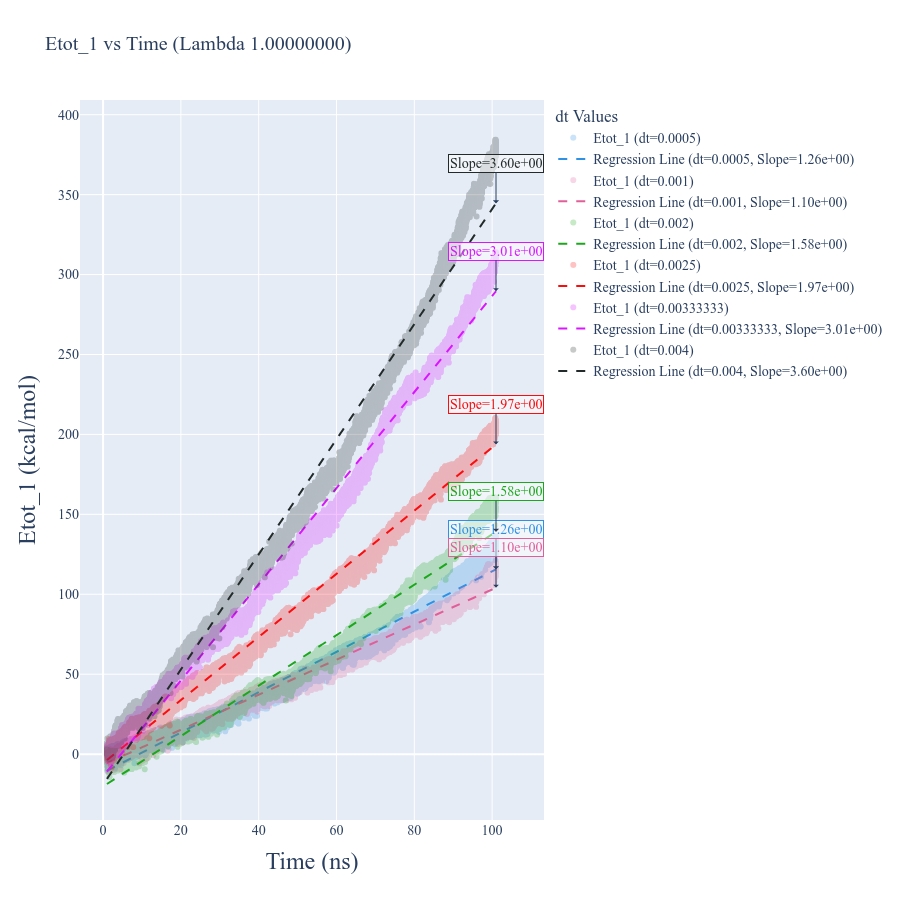 Etot_1 vs Time (Lambda 1.00000000)
dt Values
Etot_1 (dt=0.0005)
Regression Line (dt=0.0005, Slope=1.26e+00)
Etot_1 (dt=0.001)
Regression Line (dt=0.001, Slope=1.10e+00)
Etot_1 (dt=0.002)
Regression Line (dt=0.002, Slope=1.58e+00)
Etot_1 (dt=0.0025)
Regression Line (dt=0.0025, Slope=1.97e+00)
Etot_1 (dt=0.00333333)
Regression Line (dt=0.00333333, Slope=3.01e+00)
Etot_1 (dt=0.004)
Regression Line (dt=0.004, Slope=3.60e+00)
Slope=3.60e+00
Slope=3.01e+00
Slope=1.97e+00
Slope=1.58e+00
Slope=1.26e+00
Slope=1.10e+00
400
350
300
250
200
150
100
50
0
Etot_1 (kcal/mol)
0 20 40 60 80 100
Time (ns)